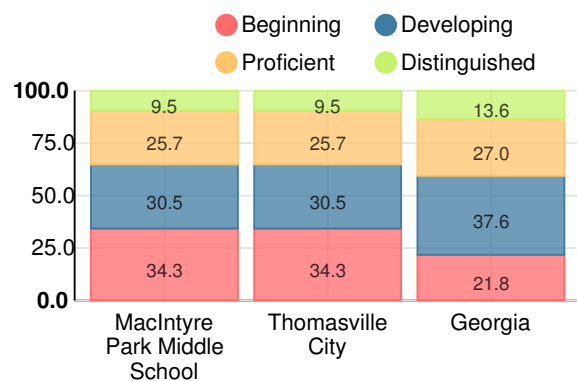 Beginning
Developing
Proficient
Distinguished
100.0
75.0
50.0
25.0
0.0
9.5
25.7
30.5
34.3
9.5
25.7
30.5
34.3
13.6
27.0
37.6
21.8
MacIntyre
Park Middle
School
Thomasville
City
Georgia